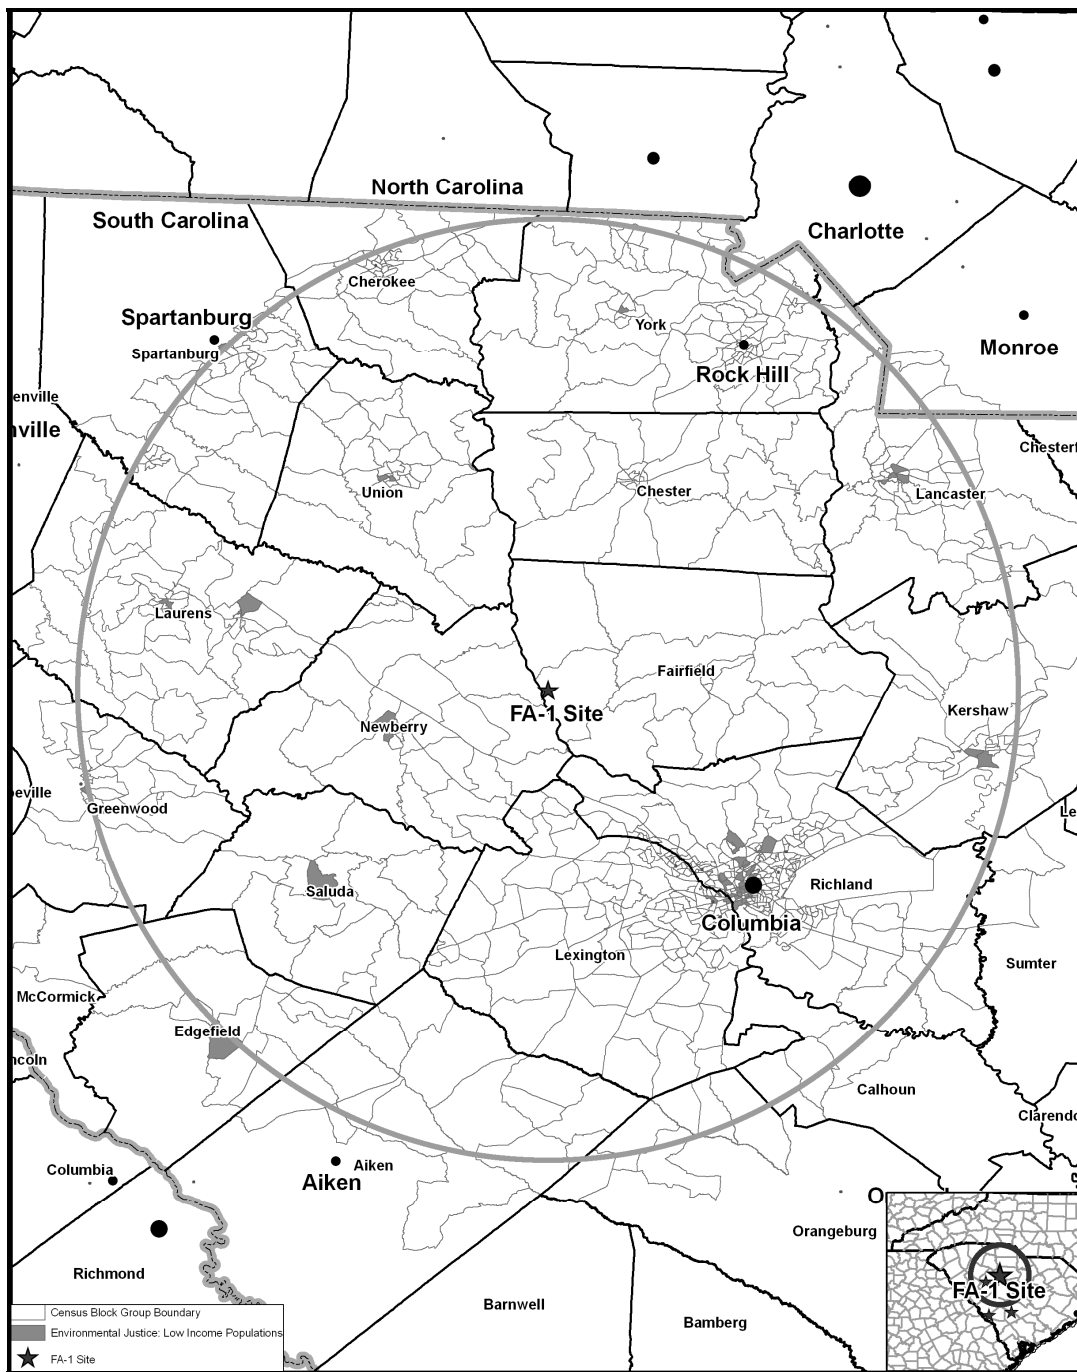 North Carolina
South Carolina
Charlotte
Cherokee
Spartanburg
Spartanburg
York
Monroe
Rock Hill
enville
nville
Chesterf
Union
Chester
Lancaster
Laurens
Fairfield
FA-1 Site
Kershaw
Newberry
eville
Greenwood
Le
Saluda
Richland
Columbia
Lexington
Sumter
McCormick
Edgefield
ncoln
Calhoun
Clarendo
Columbia
Aiken
Aiken
O
Orangeburg
Richmond
FA-1 Site
Barnwell
Bamberg
Census Block Group Boundary
Environmental Justice: Low Income Populations
FA-1 Site